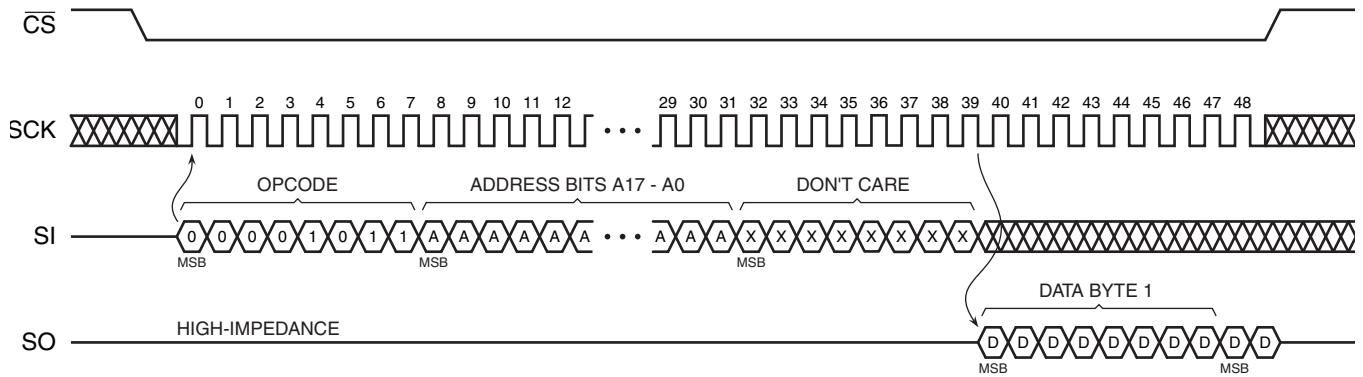 CS
SCK
0 1 2 3 4 5 6 7 8 9 10 11 12 29 30 31 32 33 34 35 36 37 38 39 40 41 42 43 44 45 46 47 48
• • •
OPCODE ADDRESS BITS A17 - A0 DON'T CARE
SI
0 0 0 0 1 0 1 1 A A A A A A • • • A A A X X X X X X X X
MSB MSB MSB
DATA BYTE 1
HIGH-IMPEDANCE
SO
D D D D D D D D D D
MSB MSB